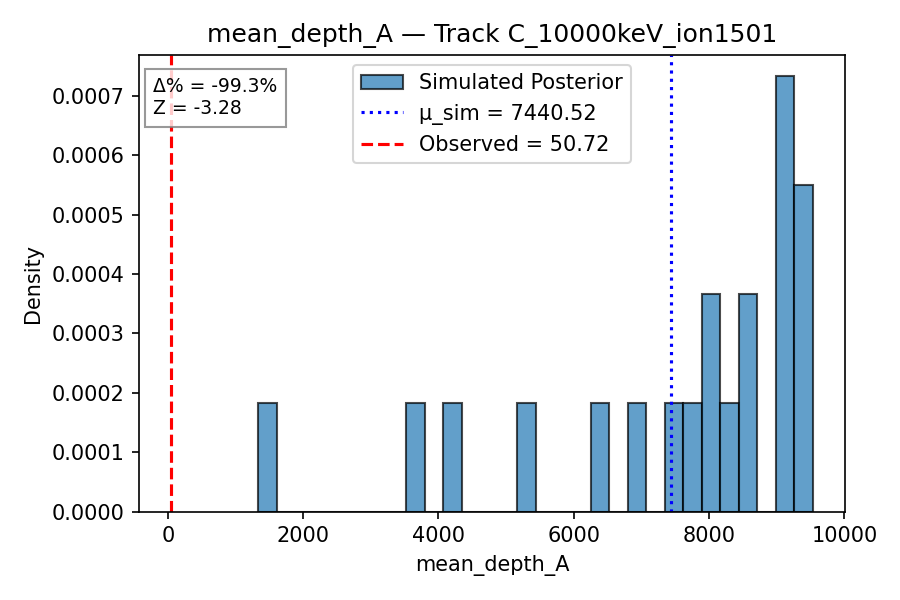 mean_depth_A — Track C_10000keV_ion1501
Δ% = -99.3%
Z = -3.28
Simulated Posterior
μ_sim = 7440.52
Observed = 50.72
Density
0.0007
0.0006
0.0005
0.0004
0.0003
0.0002
0.0001
0.0000
0 2000 4000 6000 8000 10000
mean_depth_A